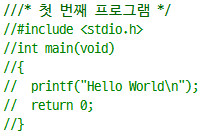 ///* 첫 번째 프로그램 */
//#include <stdio.h>
//int main(void)
//{
//  printf("Hello World\n");
//  return 0;
//}